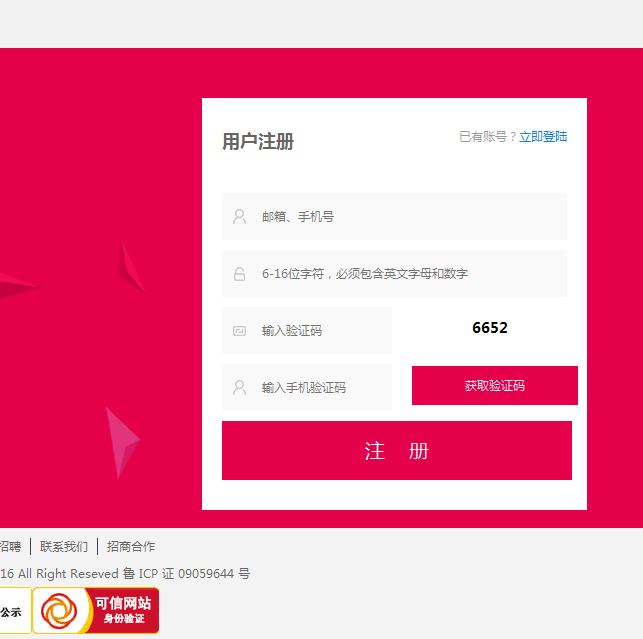 用户注册
已有账号？立即登陆
邮箱、手机号
6-16位字符，必须包含英文字母和数字
输入验证码
6652
输入手机验证码
获取验证码
注 册
招聘 联系我们 招商合作
16 All Right Reseved 鲁 ICP 证 09059644 号
公示
可信网站
身份验证